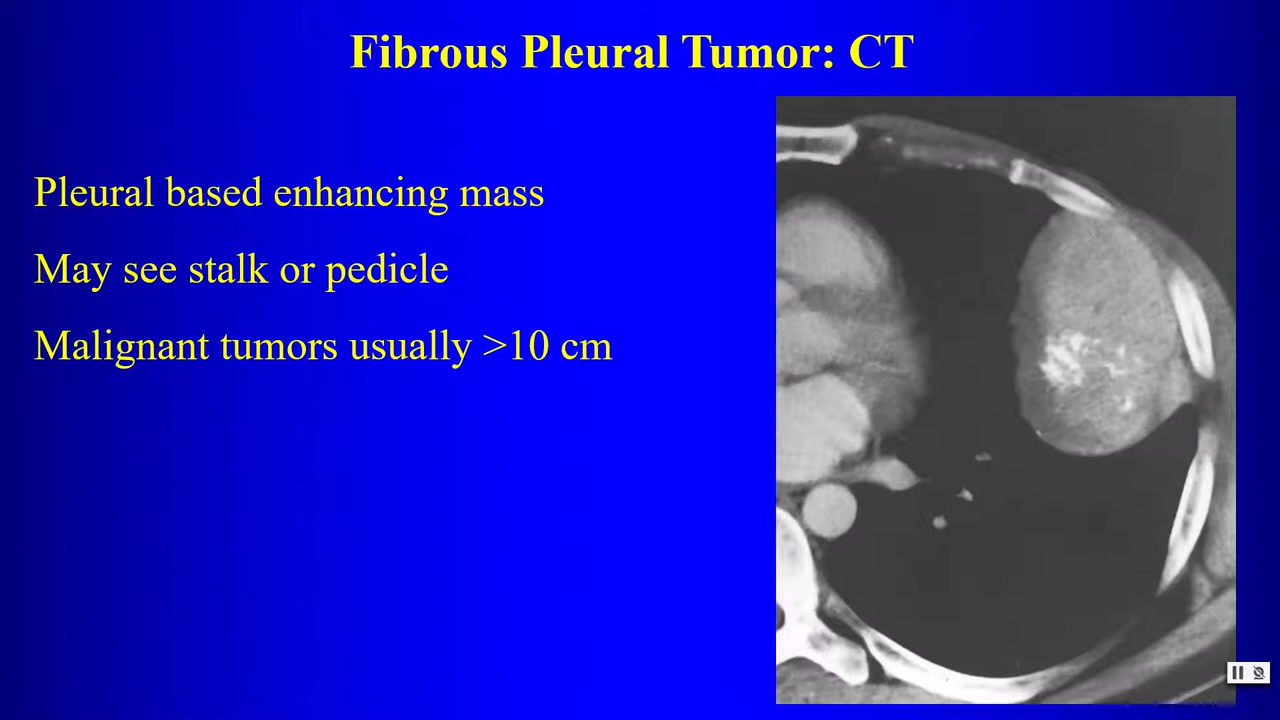 Fibrous Pleural Tumor: CT
Pleural based enhancing mass
May see stalk or pedicle
Malignant tumors usually >10 cm